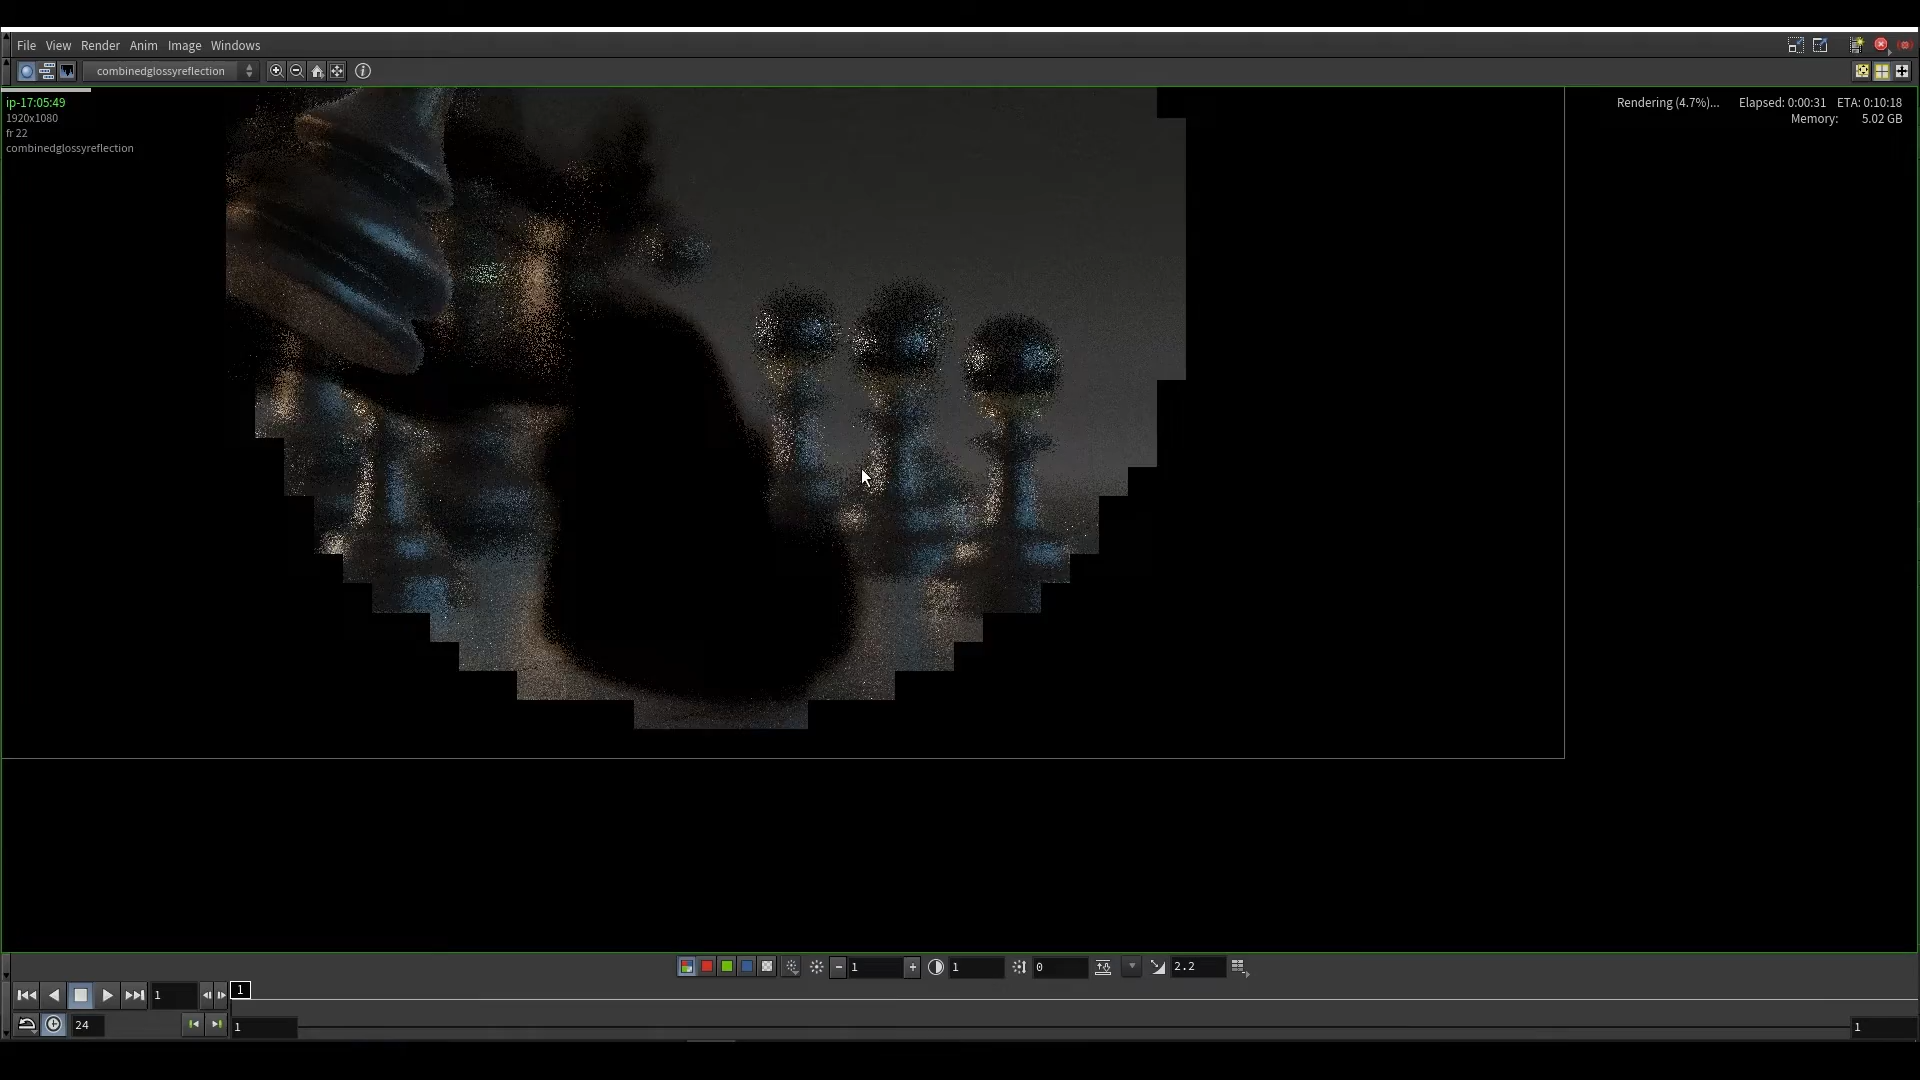 File View Render Anim Image Windows
combinedglossyreflection
ip-17:05:49
1920x1080
fr 22
combinedglossyreflection
Rendering (4.7%)... Elapsed: 0:00:31 ETA: 0:10:18
Memory: 5.02 GB
1 1 0 2.2
1 1
24 1 1